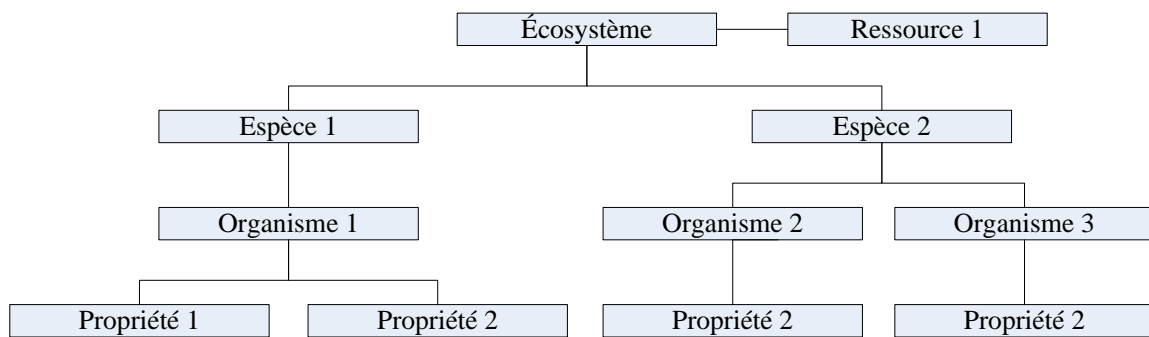 Écosystème
Ressource 1
Espèce 1
Espèce 2
Organisme 1
Organisme 2
Organisme 3
Propriété 1
Propriété 2
Propriété 2
Propriété 2